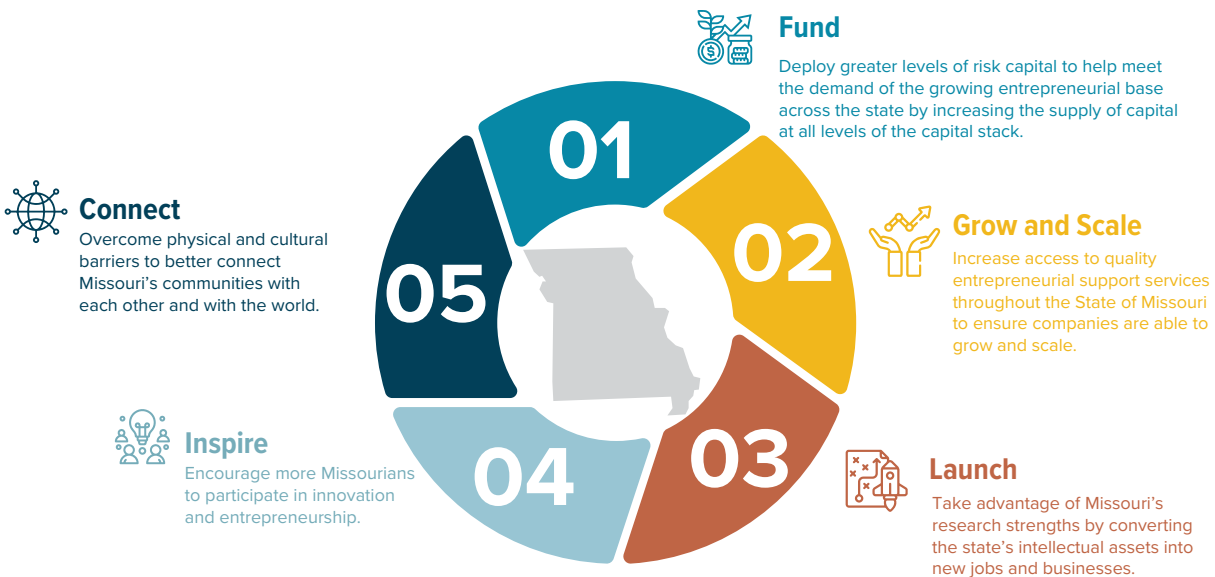 01
Fund
Deploy greater levels of risk capital to help meet
the demand of the growing entrepreneurial base
across the state by increasing the supply of capital
at all levels of the capital stack.
02
Grow and Scale
Increase access to quality
entrepreneurial support services
throughout the State of Missouri
to ensure companies are able to
grow and scale.
03
Launch
Take advantage of Missouri’s
research strengths by converting
the state’s intellectual assets into
new jobs and businesses.
04
Inspire
Encourage more Missourians
to participate in innovation
and entrepreneurship.
05
Connect
Overcome physical and cultural
barriers to better connect
Missouri’s communities with
each other and with the world.